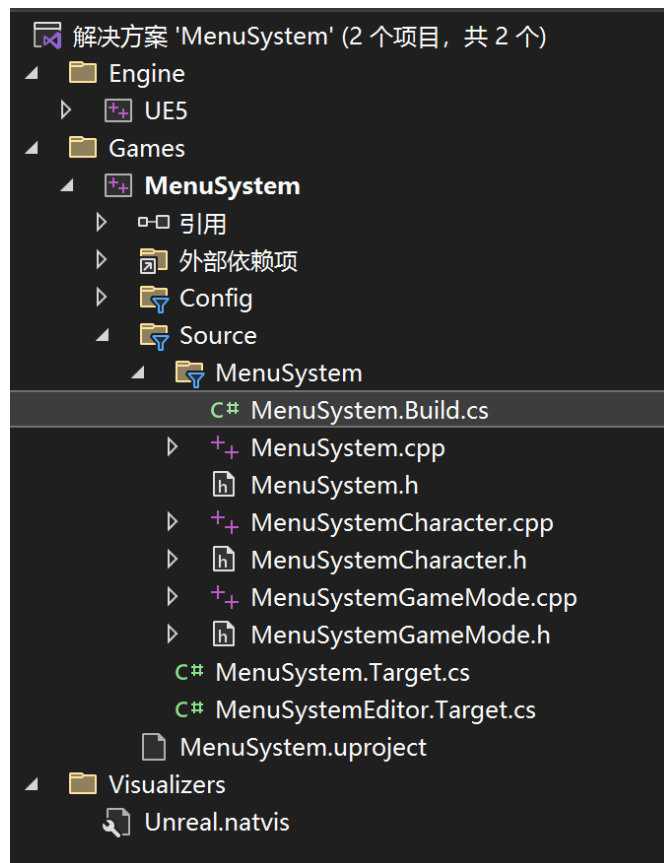 解决方案 'MenuSystem' (2 个项目，共 2 个)
Engine
UE5
Games
MenuSystem
引用
外部依赖项
Config
Source
MenuSystem
C# MenuSystem.Build.cs
++ MenuSystem.cpp
h MenuSystem.h
++ MenuSystemCharacter.cpp
h MenuSystemCharacter.h
++ MenuSystemGameMode.cpp
h MenuSystemGameMode.h
C# MenuSystem.Target.cs
C# MenuSystemEditor.Target.cs
MenuSystem.uproject
Visualizers
Unreal.natvis